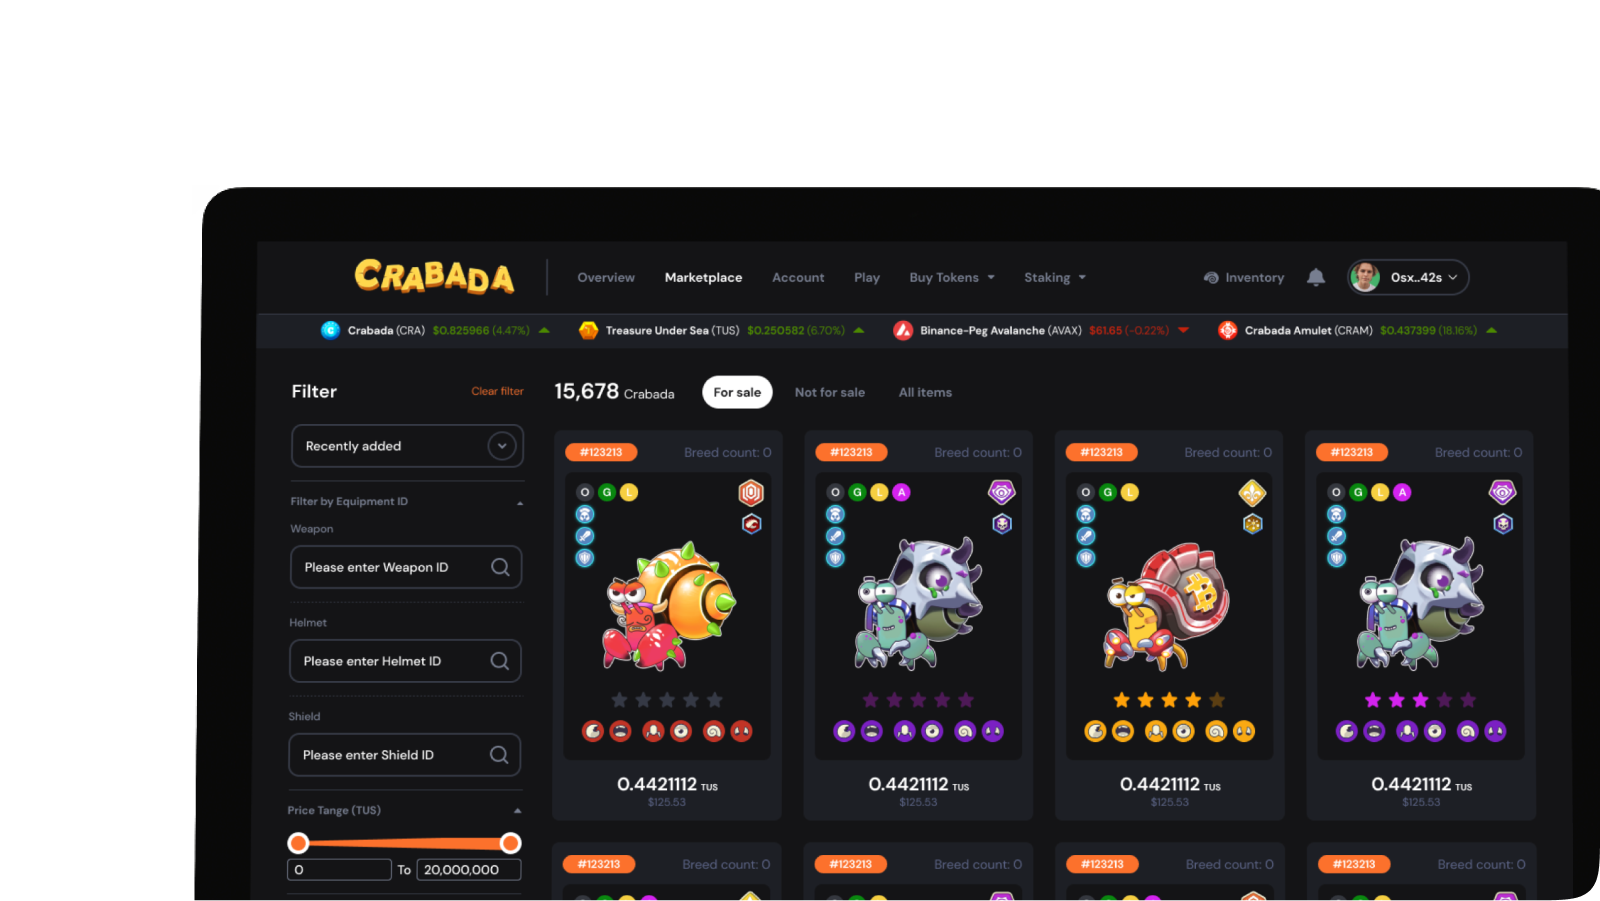 CRABADA
Overview Marketplace Account Play Buy Tokens Staking Inventory 0sx..42s
Crabada (CRA) $0.825966 (4.47%) Treasure Under Sea (TUS) $0.250582 (6.70%) Binance-Peg Avalanche (AVAX) $61.65 (-0.22%) Crabada Amulet (CRAM) $0.437399 (18.16%)
Filter Clear filter
15,678 Crabada For sale Not for sale All items
Recently added
Filter by Equipment ID
Weapon
Please enter Weapon ID
Helmet
Please enter Helmet ID
Shield
Please enter Shield ID
Price Tange (TUS)
0 To 20,000,000
#123213 Breed count: 0
O G L
0.4421112 TUS
$125.53
#123213 Breed count: 0
O G L A
0.4421112 TUS
$125.53
#123213 Breed count: 0
O G L
0.4421112 TUS
$125.53
#123213 Breed count: 0
O G L A
0.4421112 TUS
$125.53
#123213 Breed count: 0
#123213 Breed count: 0
#123213 Breed count: 0
#123213 Breed count: 0